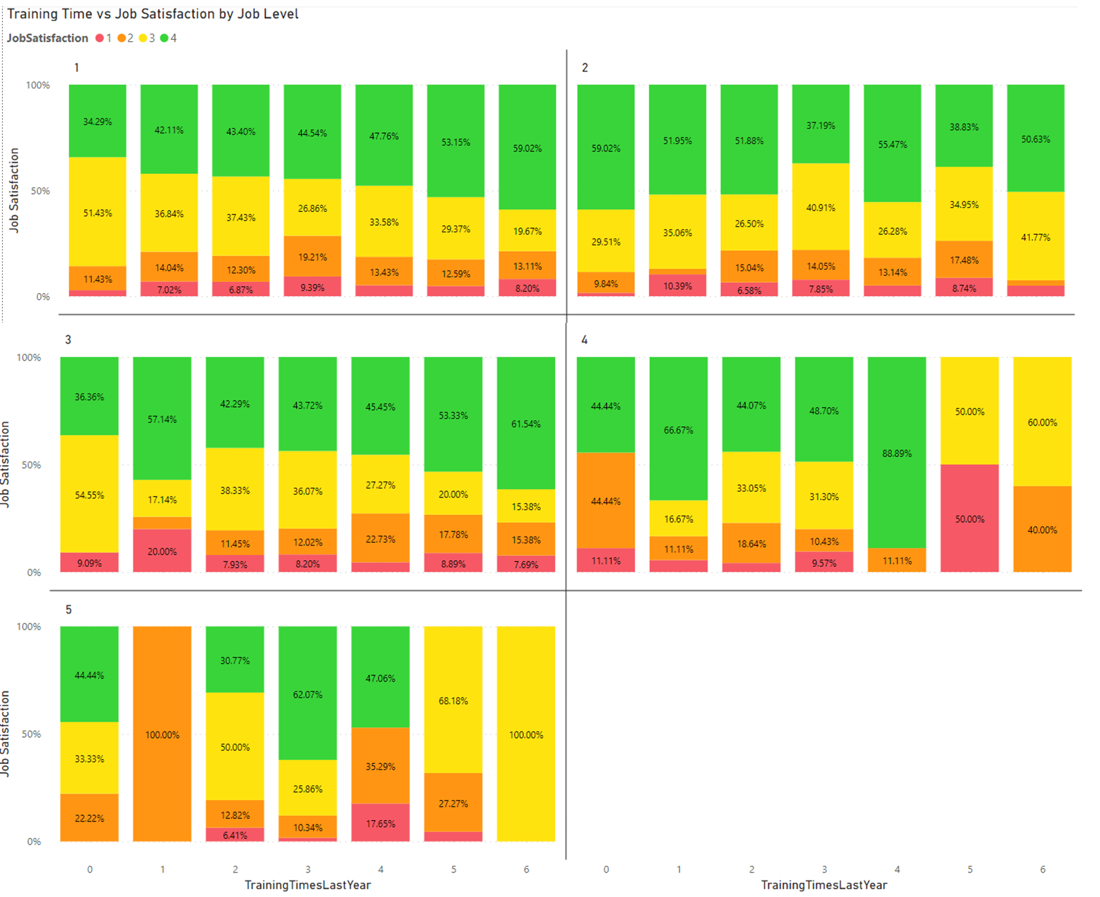 Training Time vs Job Satisfaction by Job Level
JobSatisfaction 1 2 3 4
1
100%
50%
0%
Job Satisfaction
34.29% 42.11% 43.40% 44.54% 47.76% 53.15% 59.02%
51.43% 36.84% 37.43% 26.86% 33.58% 29.37% 19.67%
11.43% 14.04% 12.30% 19.21% 13.43% 12.59% 13.11%
7.02% 6.87% 9.39% 8.20%
2
59.02% 51.95% 51.88% 37.19% 55.47% 38.83% 50.63%
29.51% 35.06% 26.50% 40.91% 26.28% 34.95% 41.77%
9.84% 15.04% 14.05% 13.14% 17.48%
10.39% 6.58% 7.85% 8.74%
3
100%
50%
0%
Job Satisfaction
36.36% 57.14% 42.29% 43.72% 45.45% 53.33% 61.54%
54.55% 17.14% 38.33% 36.07% 27.27% 20.00% 15.38%
11.45% 12.02% 22.73% 17.78% 15.38%
9.09% 20.00% 7.93% 8.20% 8.89% 7.69%
4
44.44% 66.67% 44.07% 48.70% 88.89% 50.00% 60.00%
44.44% 16.67% 33.05% 31.30%
11.11% 18.64% 10.43% 11.11% 40.00%
11.11% 9.57% 50.00%
5
100%
50%
0%
Job Satisfaction
44.44% 30.77% 62.07% 47.06% 68.18% 100.00%
33.33% 50.00% 25.86%
22.22% 100.00% 12.82% 10.34% 35.29% 27.27%
6.41% 17.65%
0 1 2 3 4 5 6
TrainingTimesLastYear
0 1 2 3 4 5 6
TrainingTimesLastYear